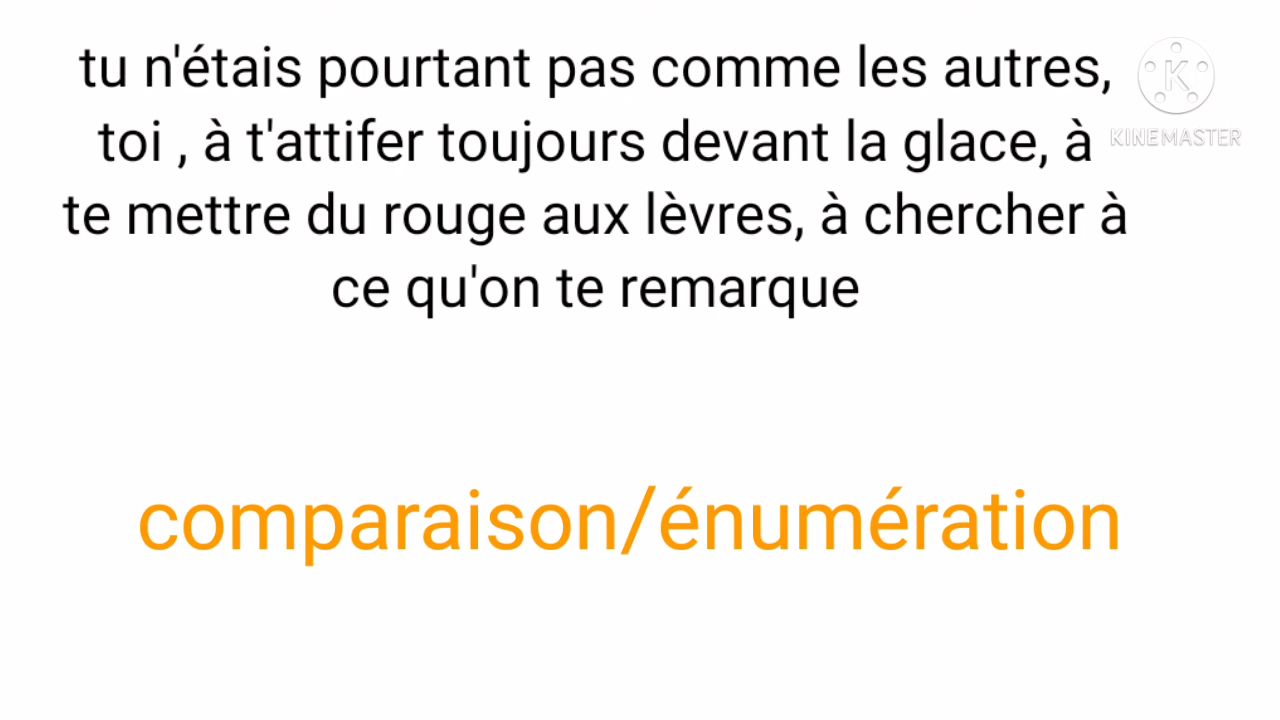 tu n'étais pourtant pas comme les autres,
toi , à t'attifer toujours devant la glace, à
te mettre du rouge aux lèvres, à chercher à
ce qu'on te remarque
K
KINEMASTER
comparaison/énumération